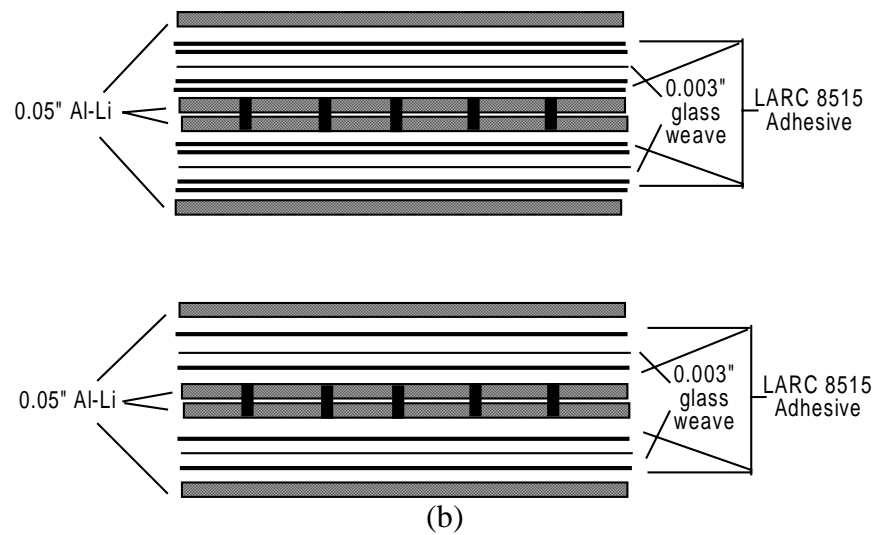 0.05" Al-Li
0.003"
glass
weave
LARC 8515
Adhesive
0.05" Al-Li
0.003"
glass
weave
LARC 8515
Adhesive
(b)